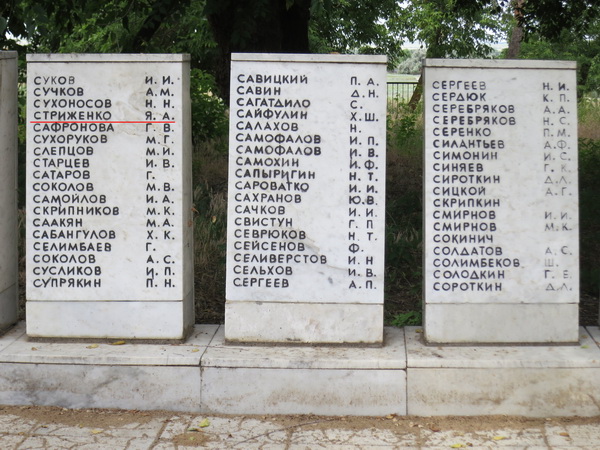 СУКОВ И. И.
СУЧКОВ А. М.
СУХОНОСОВ Н. Н.
СТРИЖЕНКО Я. А.
САФРОНОВА Г. В.
СУХОРУКОВ М. Г.
СЛЕПЦОВ М. И.
СТАРЦЕВ И. В.
САТАРОВ Г.
СОКОЛОВ М. В.
САМОЙЛОВ И. А.
СКРИПНИКОВ М. К.
СААКЯН М. А.
САБАНГУЛОВ Х. К.
СЕЛИМБАЕВ Г.
СОКОЛОВ А. С.
СУСЛИКОВ И. П.
СУПРЯКИН П. Н.
САВИЦКИЙ П. А.
САВИН Д. Н.
САГАТДИЛО С.
САЙФУЛИН Х. Ш.
САЛАХОВ Н.
САМОФАЛОВ И. П.
САМОФАЛОВ И. В.
САМОХИН И. Ф.
САПЫРИГИН Н. Т.
САРОВАТКО И. И.
САХРАНОВ Ю. В.
САЧКОВ И. И.
СВИСТУН Г. П
СЕВРЮКОВ Н. Т.
СЕЙСЕНОВ Ф.
СЕЛИВЕРСТОВ И. Н
СЕЛЬХОВ И. В.
СЕРГЕЕВ А. П
СЕРГЕЕВ Н. И.
СЕРДЮК К. П.
СЕРЕБРЯКОВ А. А.
СЕРЕБРЯКОВ Н. С.
СЕРЕНКО П. М.
СИЛАНТЬЕВ А. Ф.
СИМОНИН И. С.
СИНЯЕВ Г. К.
СИРОТКИН Д. Л.
СИЦКОЙ А. Г.
СКРИПКИН
СМИРНОВ И. И.
СМИРНОВ М. К.
СОКИНИЧ
СОЛДАТОВ А. С.
СОЛИМБЕКОВ Ш.
СОЛОДКИН Г. Е.
СОРОТКИН Д. Л.